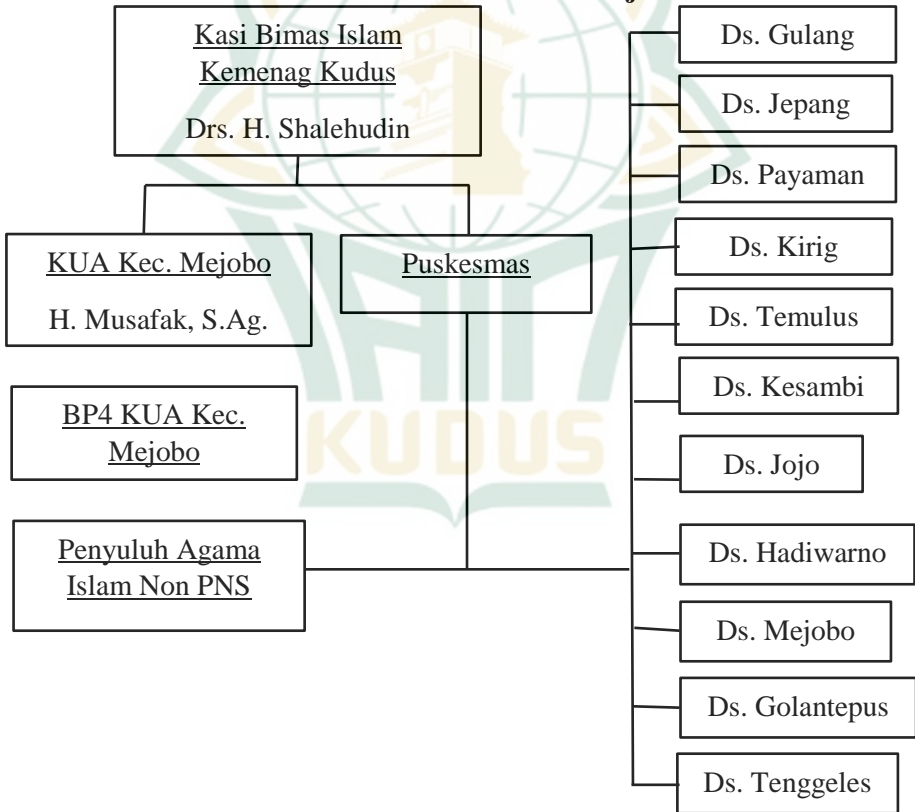 Kasi Bimas Islam
Kemenag Kudus
Drs. H. Shalehudin
KUA Kec. Mejobo
H. Musafak, S.Ag.
Puskesmas
BP4 KUA Kec.
Mejobo
Penyuluh Agama
Islam Non PNS
Ds. Gulang
Ds. Jepang
Ds. Payaman
Ds. Kirig
Ds. Temulus
Ds. Kesambi
Ds. Jojo
Ds. Hadiwarno
Ds. Mejobo
Ds. Golantepus
Ds. Tenggeles
IAIN
KUDUS